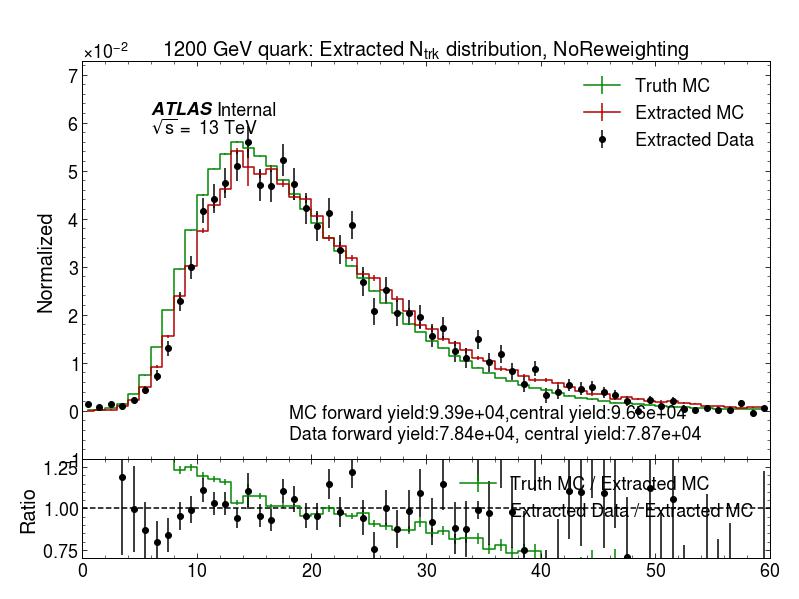 ×10⁻² 1200 GeV quark: Extracted N_trk distribution, NoReweighting
7
ATLAS Internal
√s = 13 TeV
Truth MC
Extracted MC
Extracted Data
6
5
4
3
2
1
0
Normalized
MC forward yield:9.39e+04,central yield:9.66e+04
Data forward yield:7.84e+04, central yield:7.87e+04
1.25
1.00
0.75
Ratio
Truth MC / Extracted MC
Extracted Data / Extracted MC
0 10 20 30 40 50 60